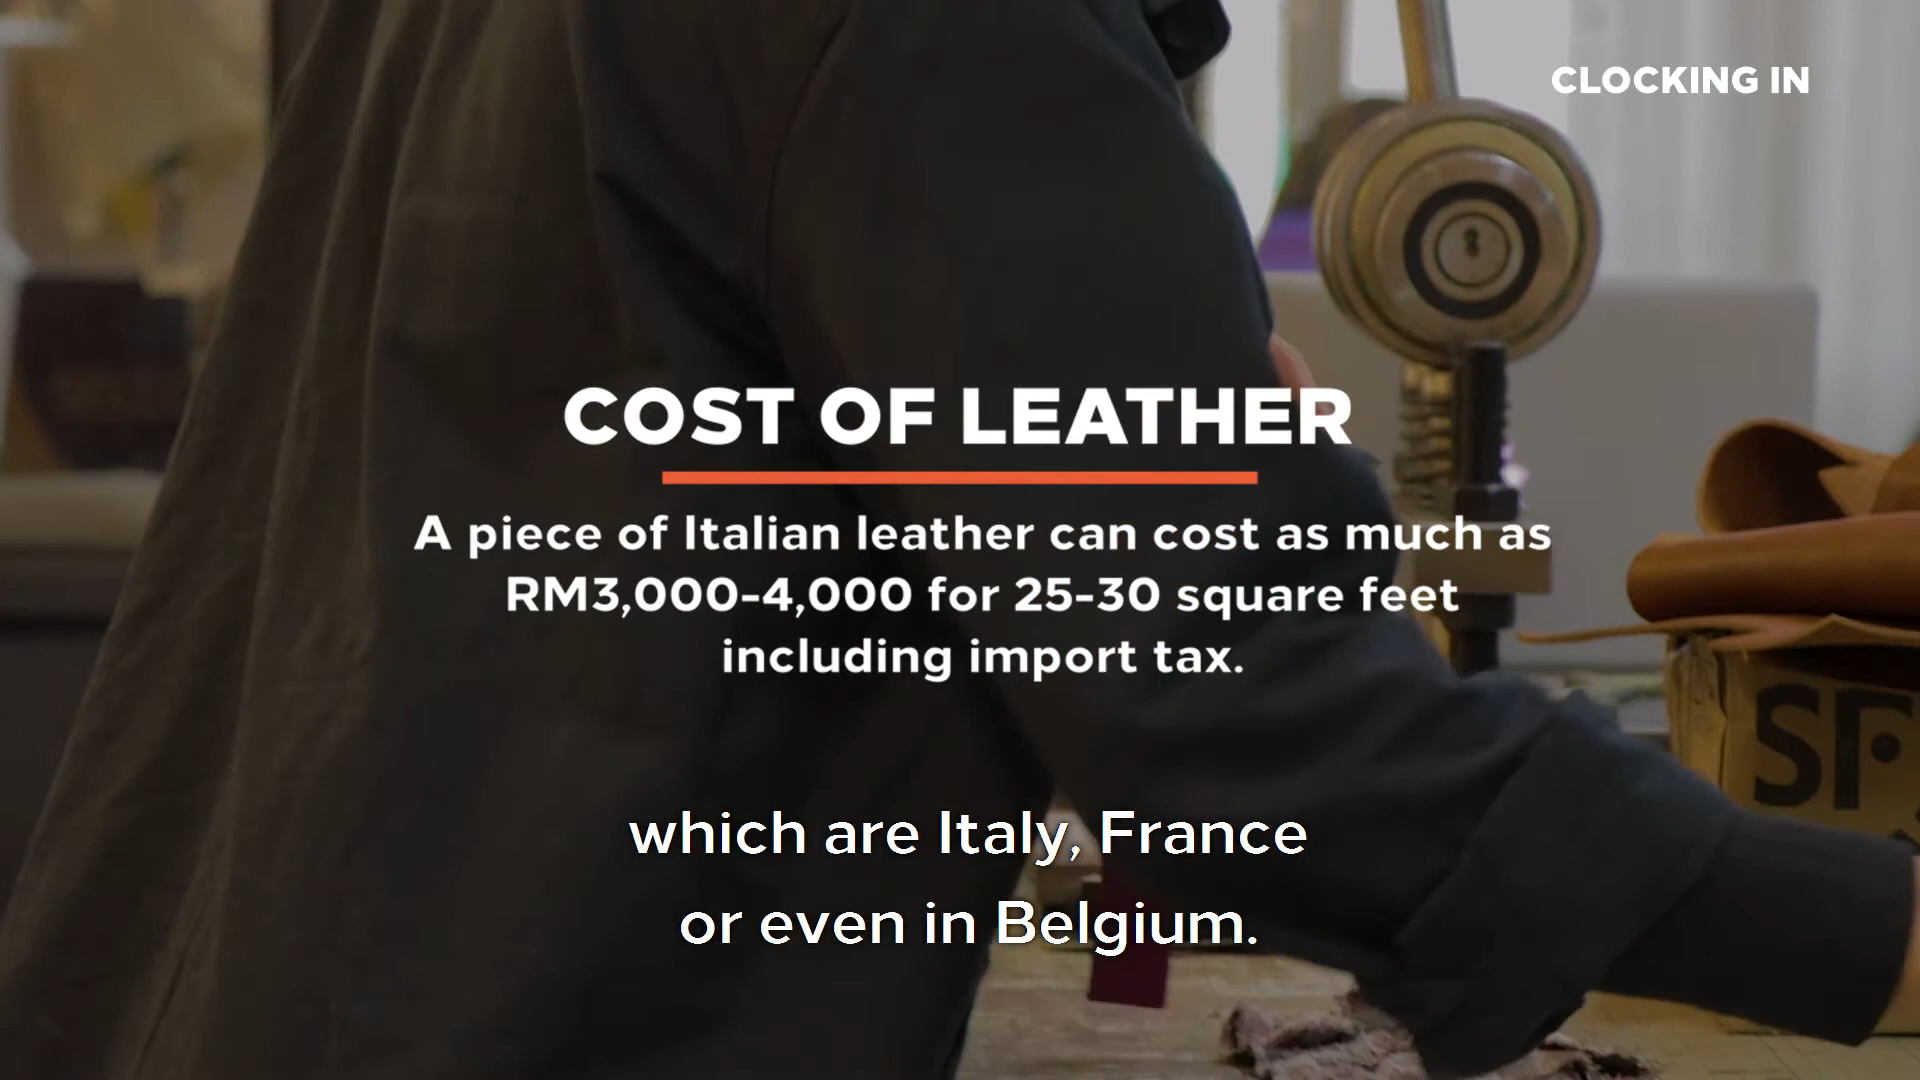 CLOCKING IN
COST OF LEATHER
A piece of Italian leather can cost as much as
RM3,000-4,000 for 25-30 square feet
including import tax.
which are Italy, France
or even in Belgium.